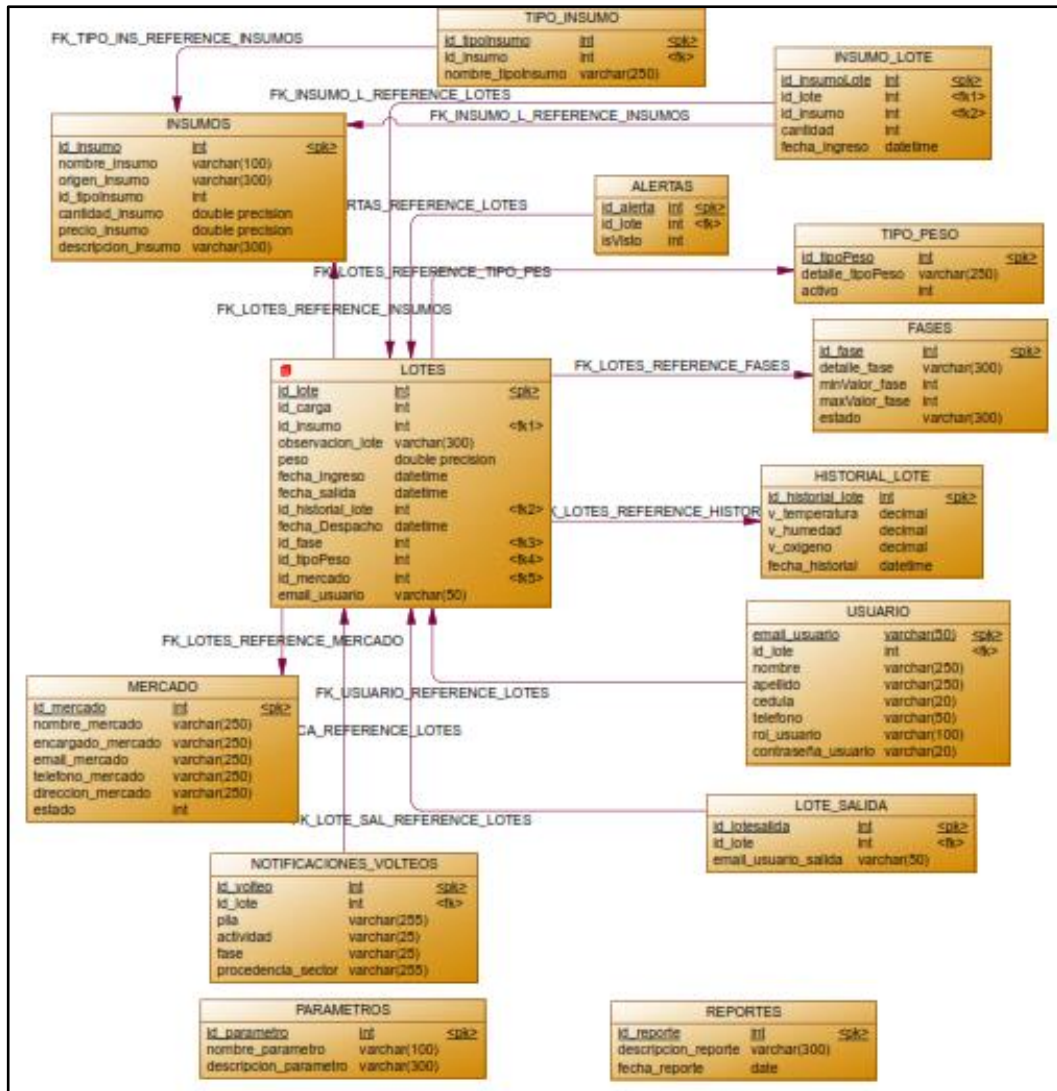 TIPO_INSUMO
id_tipoInsumo int <pk>
id_insumo int <fk>
nombre_tipoInsumo varchar(250)
FK_TIPO_INS_REFERENCE_INSUMOS
INSUMO_LOTE
id_insumoLote int <pk>
id_lote int <fk1>
id_insumo int <fk2>
cantidad int
fecha_ingreso datetime
FK_INSUMO_L_REFERENCE_LOTES
FK_INSUMO_L_REFERENCE_INSUMOS
INSUMOS
id_insumo int <pk>
nombre_insumo varchar(100)
origen_insumo varchar(300)
id_tipoInsumo int
cantidad_insumo double precision
precio_insumo double precision
descripcion_insumo varchar(300)
ALERTAS
id_alerta int <pk>
id_lote int <fk>
isVisto int
RTAS_REFERENCE_LOTES
TIPO_PESO
id_tipoPeso int <pk>
detalle_tipoPeso varchar(250)
activo int
FK_LOTES_REFERENCE_TIPO_PES
FK_LOTES_REFERENCE_INSUMOS
FASES
id_fase int <pk>
detalle_fase varchar(300)
minValor_fase int
maxValor_fase int
estado varchar(300)
FK_LOTES_REFERENCE_FASES
LOTES
id_lote int <pk>
id_carga int
id_insumo int <fk1>
observacion_lote varchar(300)
peso double precision
fecha_ingreso datetime
fecha_salida datetime
id_historial_lote int <fk2>
fecha_Despacho datetime
id_fase int <fk3>
id_tipoPeso int <fk4>
id_mercado int <fk5>
email_usuario varchar(50)
HISTORIAL_LOTE
id_historial_lote int <pk>
v_temperatura decimal
v_humedad decimal
v_oxigeno decimal
fecha_historial datetime
K_LOTES_REFERENCE_HISTOR
USUARIO
email_usuario varchar(50) <pk>
id_lote int <fk>
nombre varchar(250)
apellido varchar(250)
cedula varchar(20)
telefono varchar(50)
rol_usuario varchar(100)
contraseña_usuario varchar(20)
FK_LOTES_REFERENCE_MERCADO
FK_USUARIO_REFERENCE_LOTES
MERCADO
id_mercado int <pk>
nombre_mercado varchar(250)
encargado_mercado varchar(250)
email_mercado varchar(250)
telefono_mercado varchar(250)
direccion_mercado varchar(250)
estado int
CA_REFERENCE_LOTES
LOTE_SALIDA
id_lotesalida int <pk>
id_lote int <fk>
email_usuario_salida varchar(50)
K_LOTE_SAL_REFERENCE_LOTES
NOTIFICACIONES_VOLTEOS
id_volteo int <pk>
id_lote int <fk>
pila varchar(255)
actividad varchar(25)
fase varchar(25)
procedencia_sector varchar(255)
PARAMETROS
id_parametro int <pk>
nombre_parametro varchar(100)
descripcion_parametro varchar(300)
REPORTES
id_reporte int <pk>
descripcion_reporte varchar(300)
fecha_reporte date